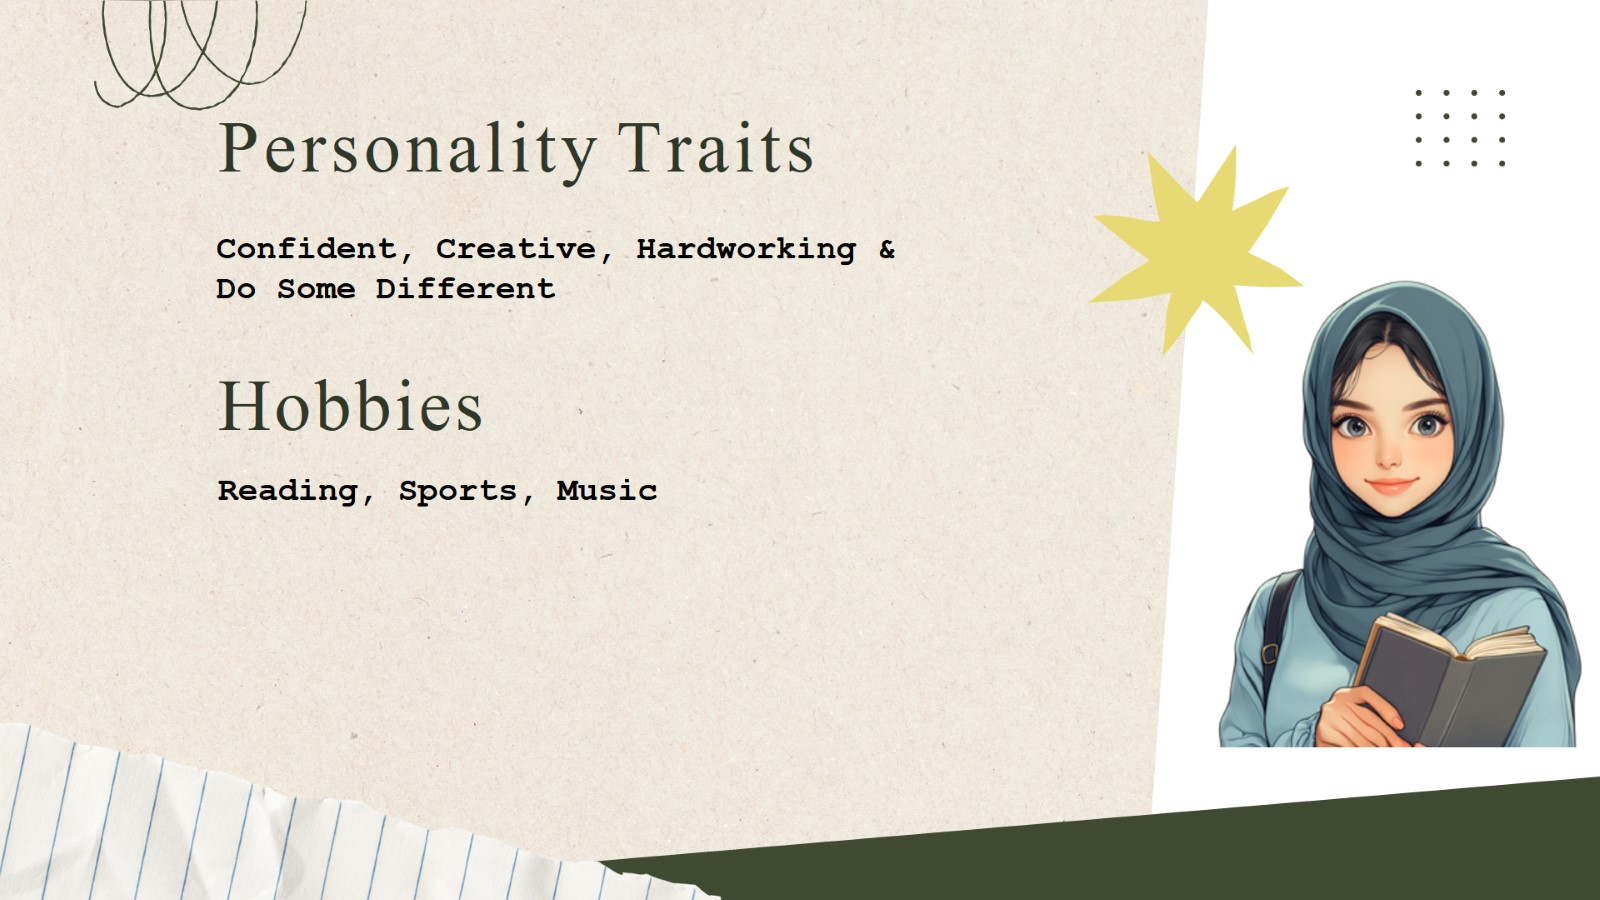 Personality Traits
Confident, Creative, Hardworking &
Do Some Different
Hobbies
Reading, Sports, Music